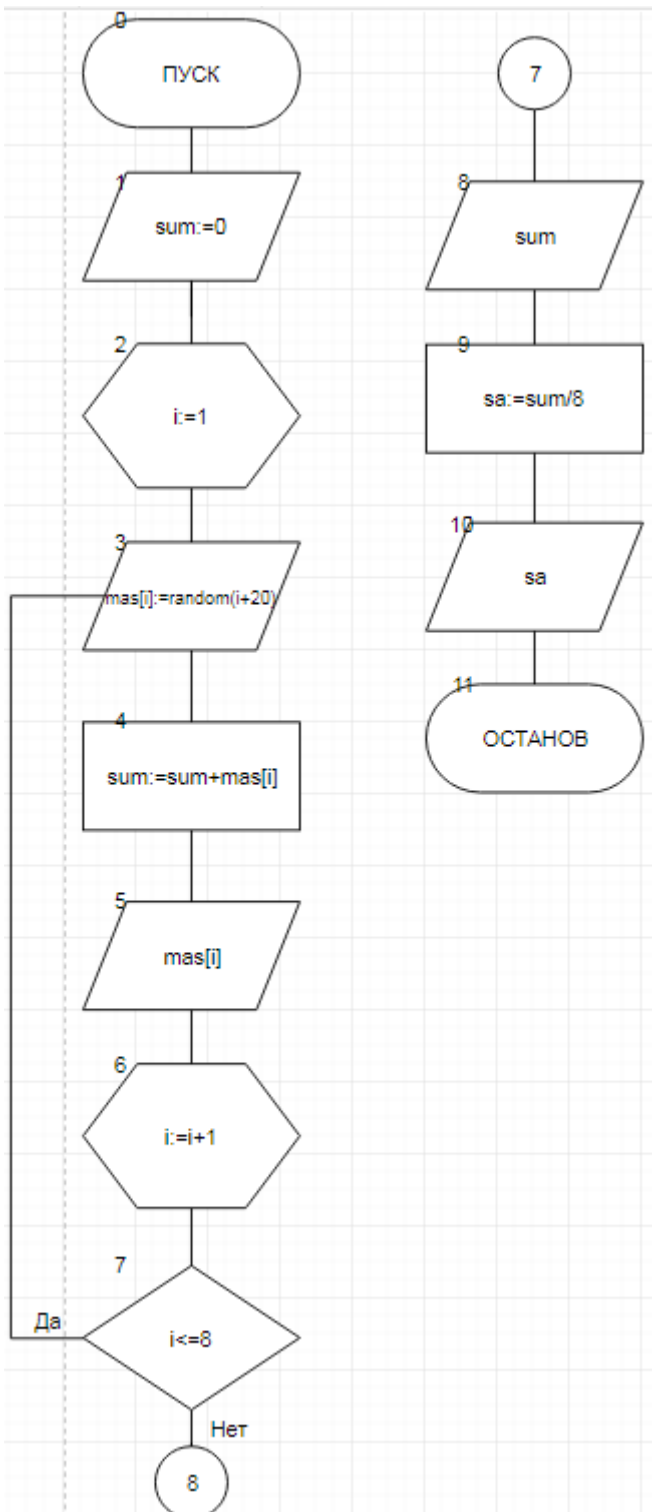 0
ПУСК
1
sum:=0
2
i:=1
3
mas[i]:=random(i+20)
4
sum:=sum+mas[i]
5
mas[i]
6
i:=i+1
7
Да
i<=8
Нет
8
7
8
sum
9
sa:=sum/8
10
sa
11
ОСТАНОВ